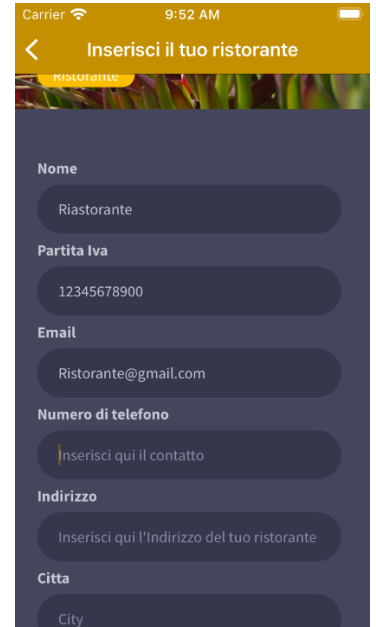 Carrier 9:52 AM
Inserisci il tuo ristorante
Ristorante
Nome
Riastorante
Partita Iva
12345678900
Email
Ristorante@gmail.com
Numero di telefono
Inserisci qui il contatto
Indirizzo
Inserisci qui l'Indirizzo del tuo ristorante
Citta
City